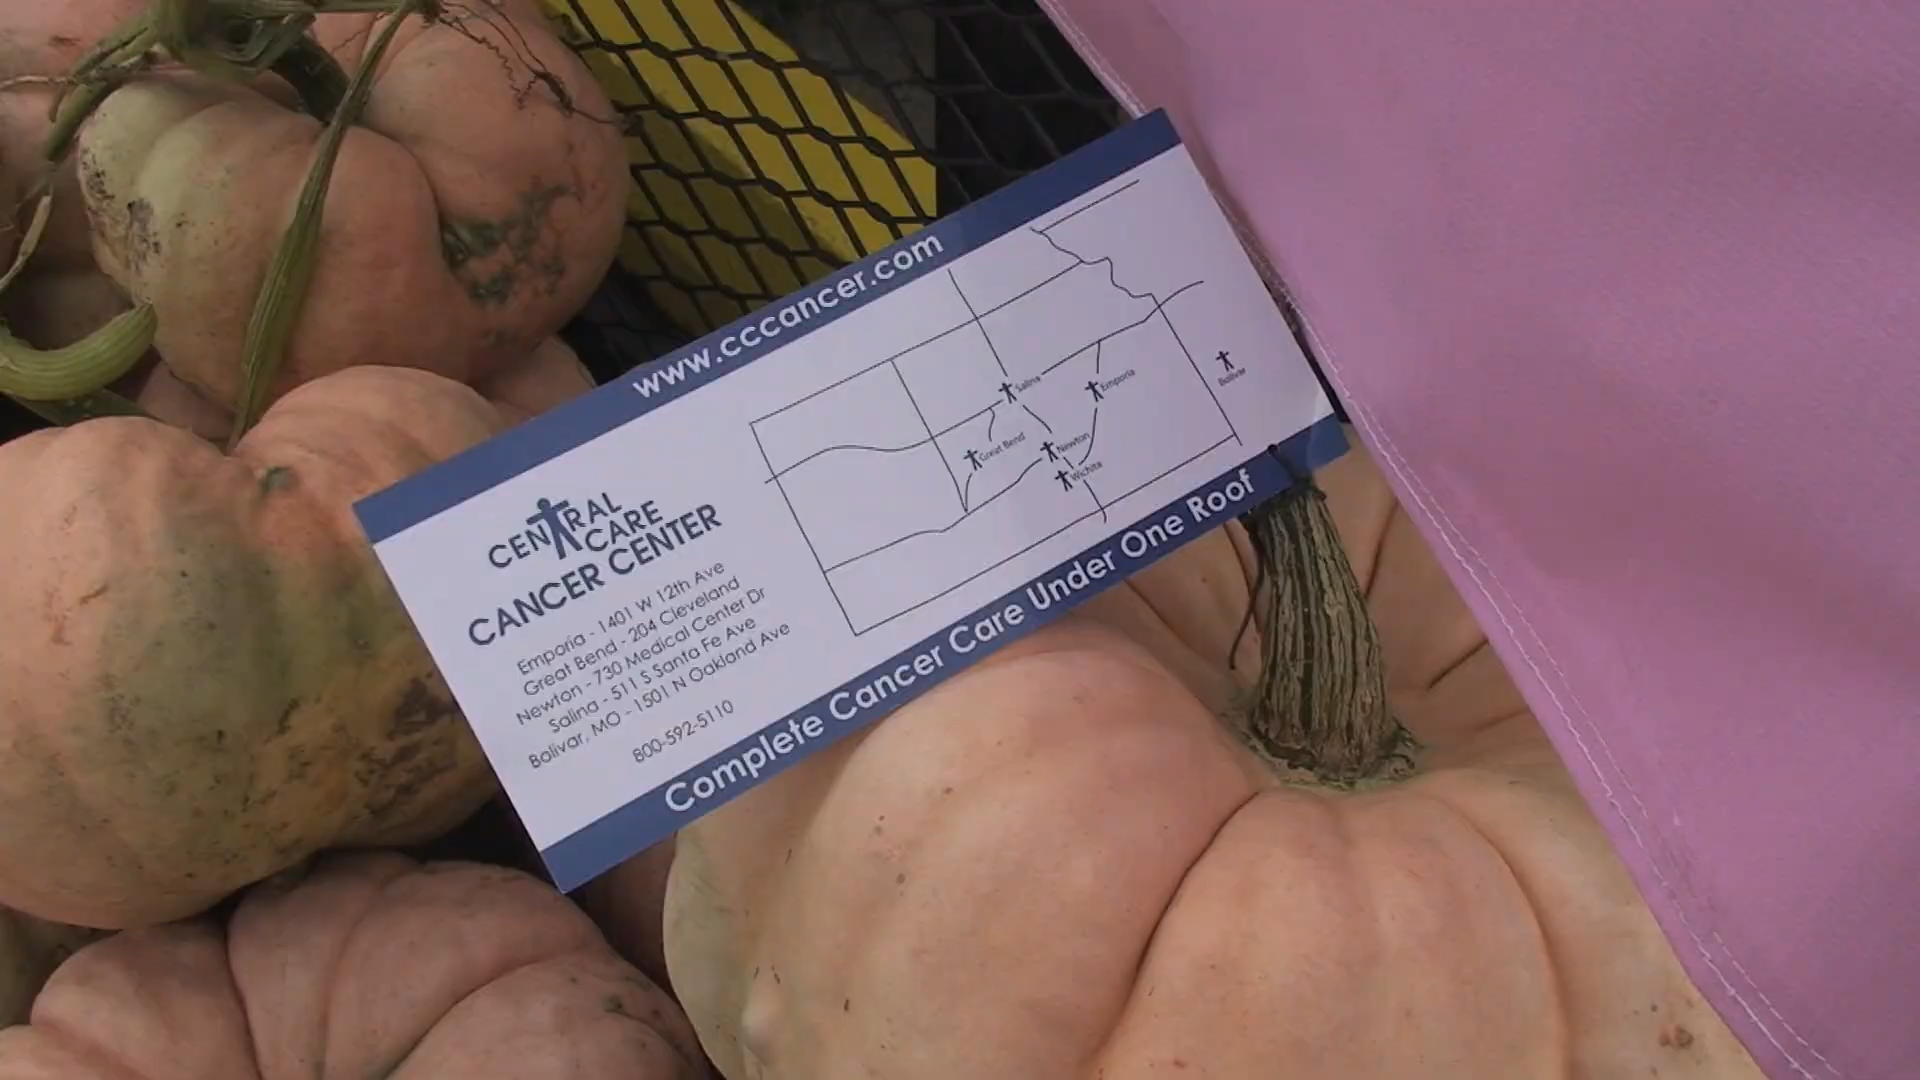 www.cccancer.com
CENTRAL
CARE
CANCER CENTER
Emporia - 1401 W 12th Ave
Great Bend - 204 Cleveland
Newton - 730 Medical Center Dr
Salina - 511 S Santa Fe Ave
Bolivar, MO - 1501 N Oakland Ave
800-592-5110
Salina
Emporia
Bolivar
Great Bend
Newton
Wichita
Complete Cancer Care Under One Roof